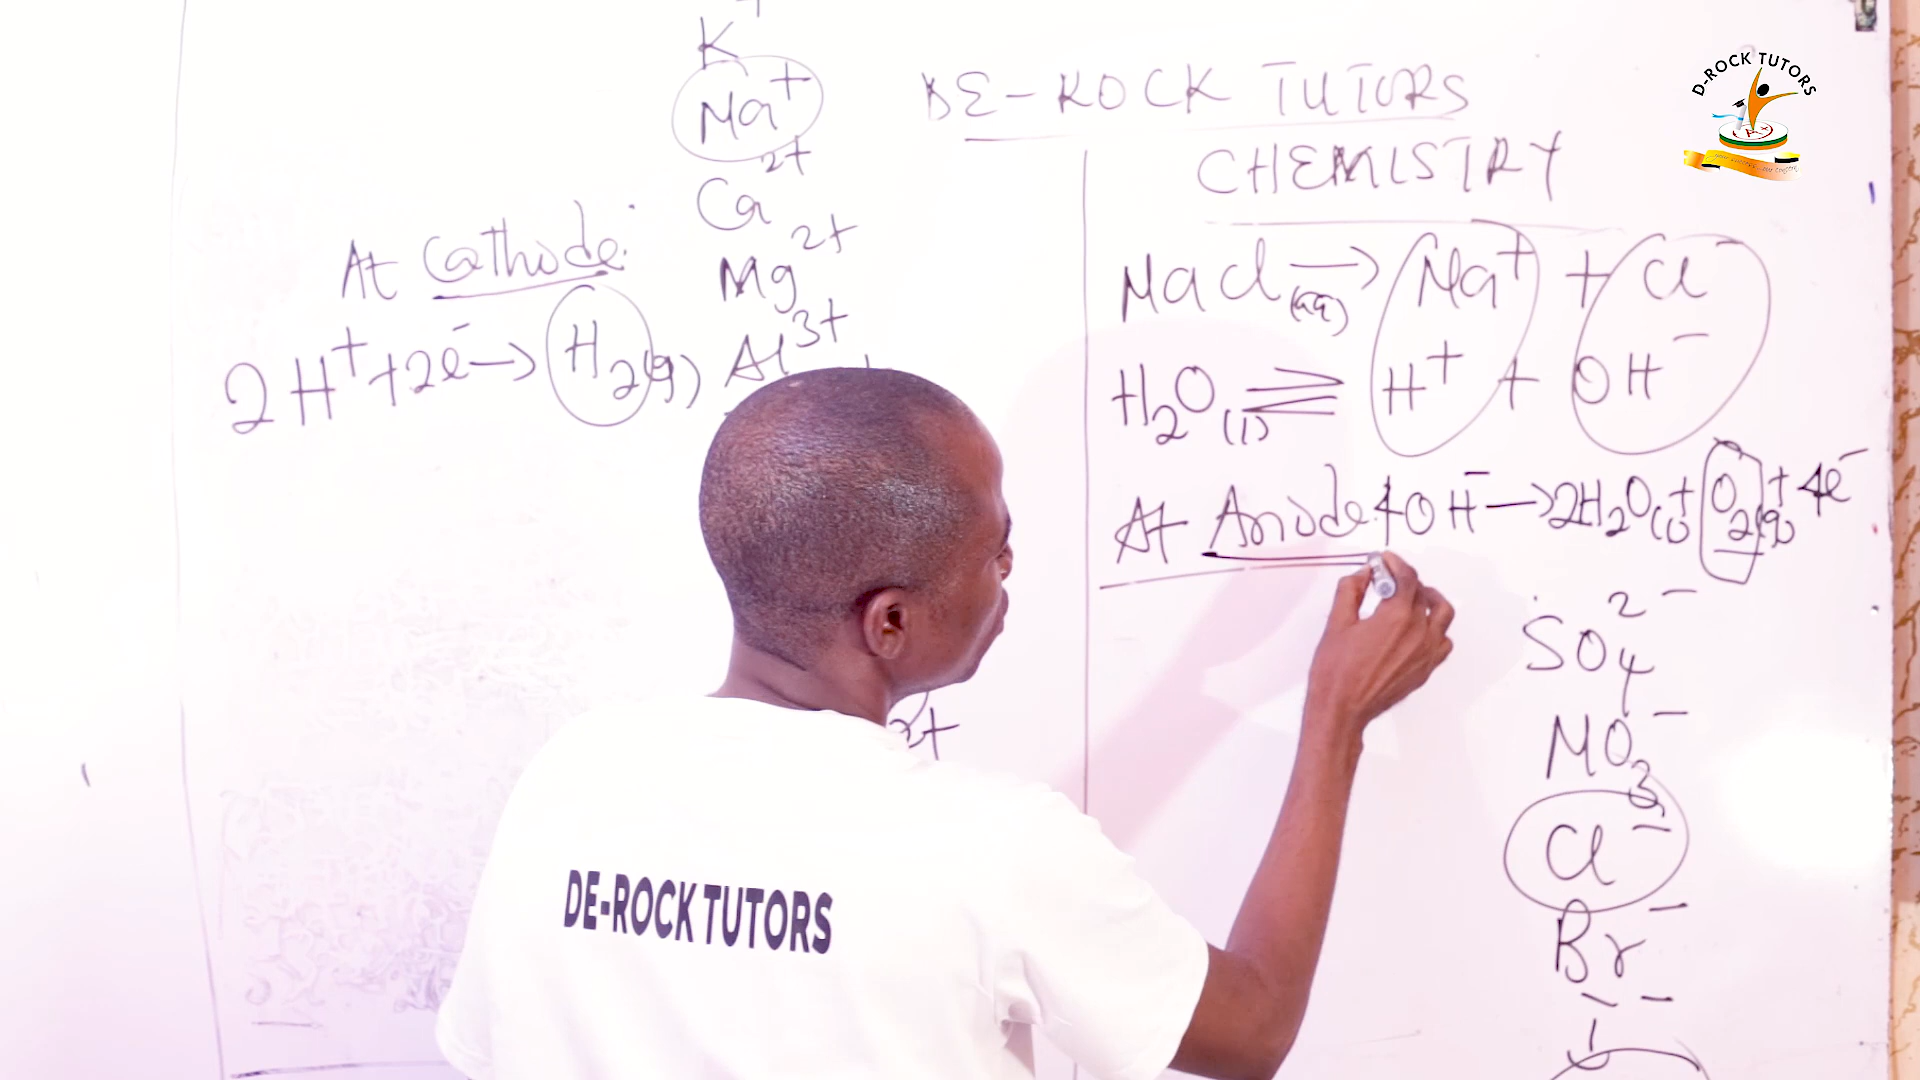 K⁺
Na⁺
Ca²⁺
Mg²⁺
Al³⁺
At Cathode:
2H⁺+2e⁻→H₂(g)
2+
DE-ROCK TUTORS
CHEMISTRY
NaCl(aq) → Na⁺ + Cl⁻
H₂O(l) ⇌ H⁺ + OH⁻
At Anode: 4OH⁻→2H₂O(l)+O₂(g)+4e⁻
SO₄²⁻
NO₃⁻
Cl⁻
Br⁻
I⁻
D-ROCK TUTORS
A+
DE-ROCK TUTORS